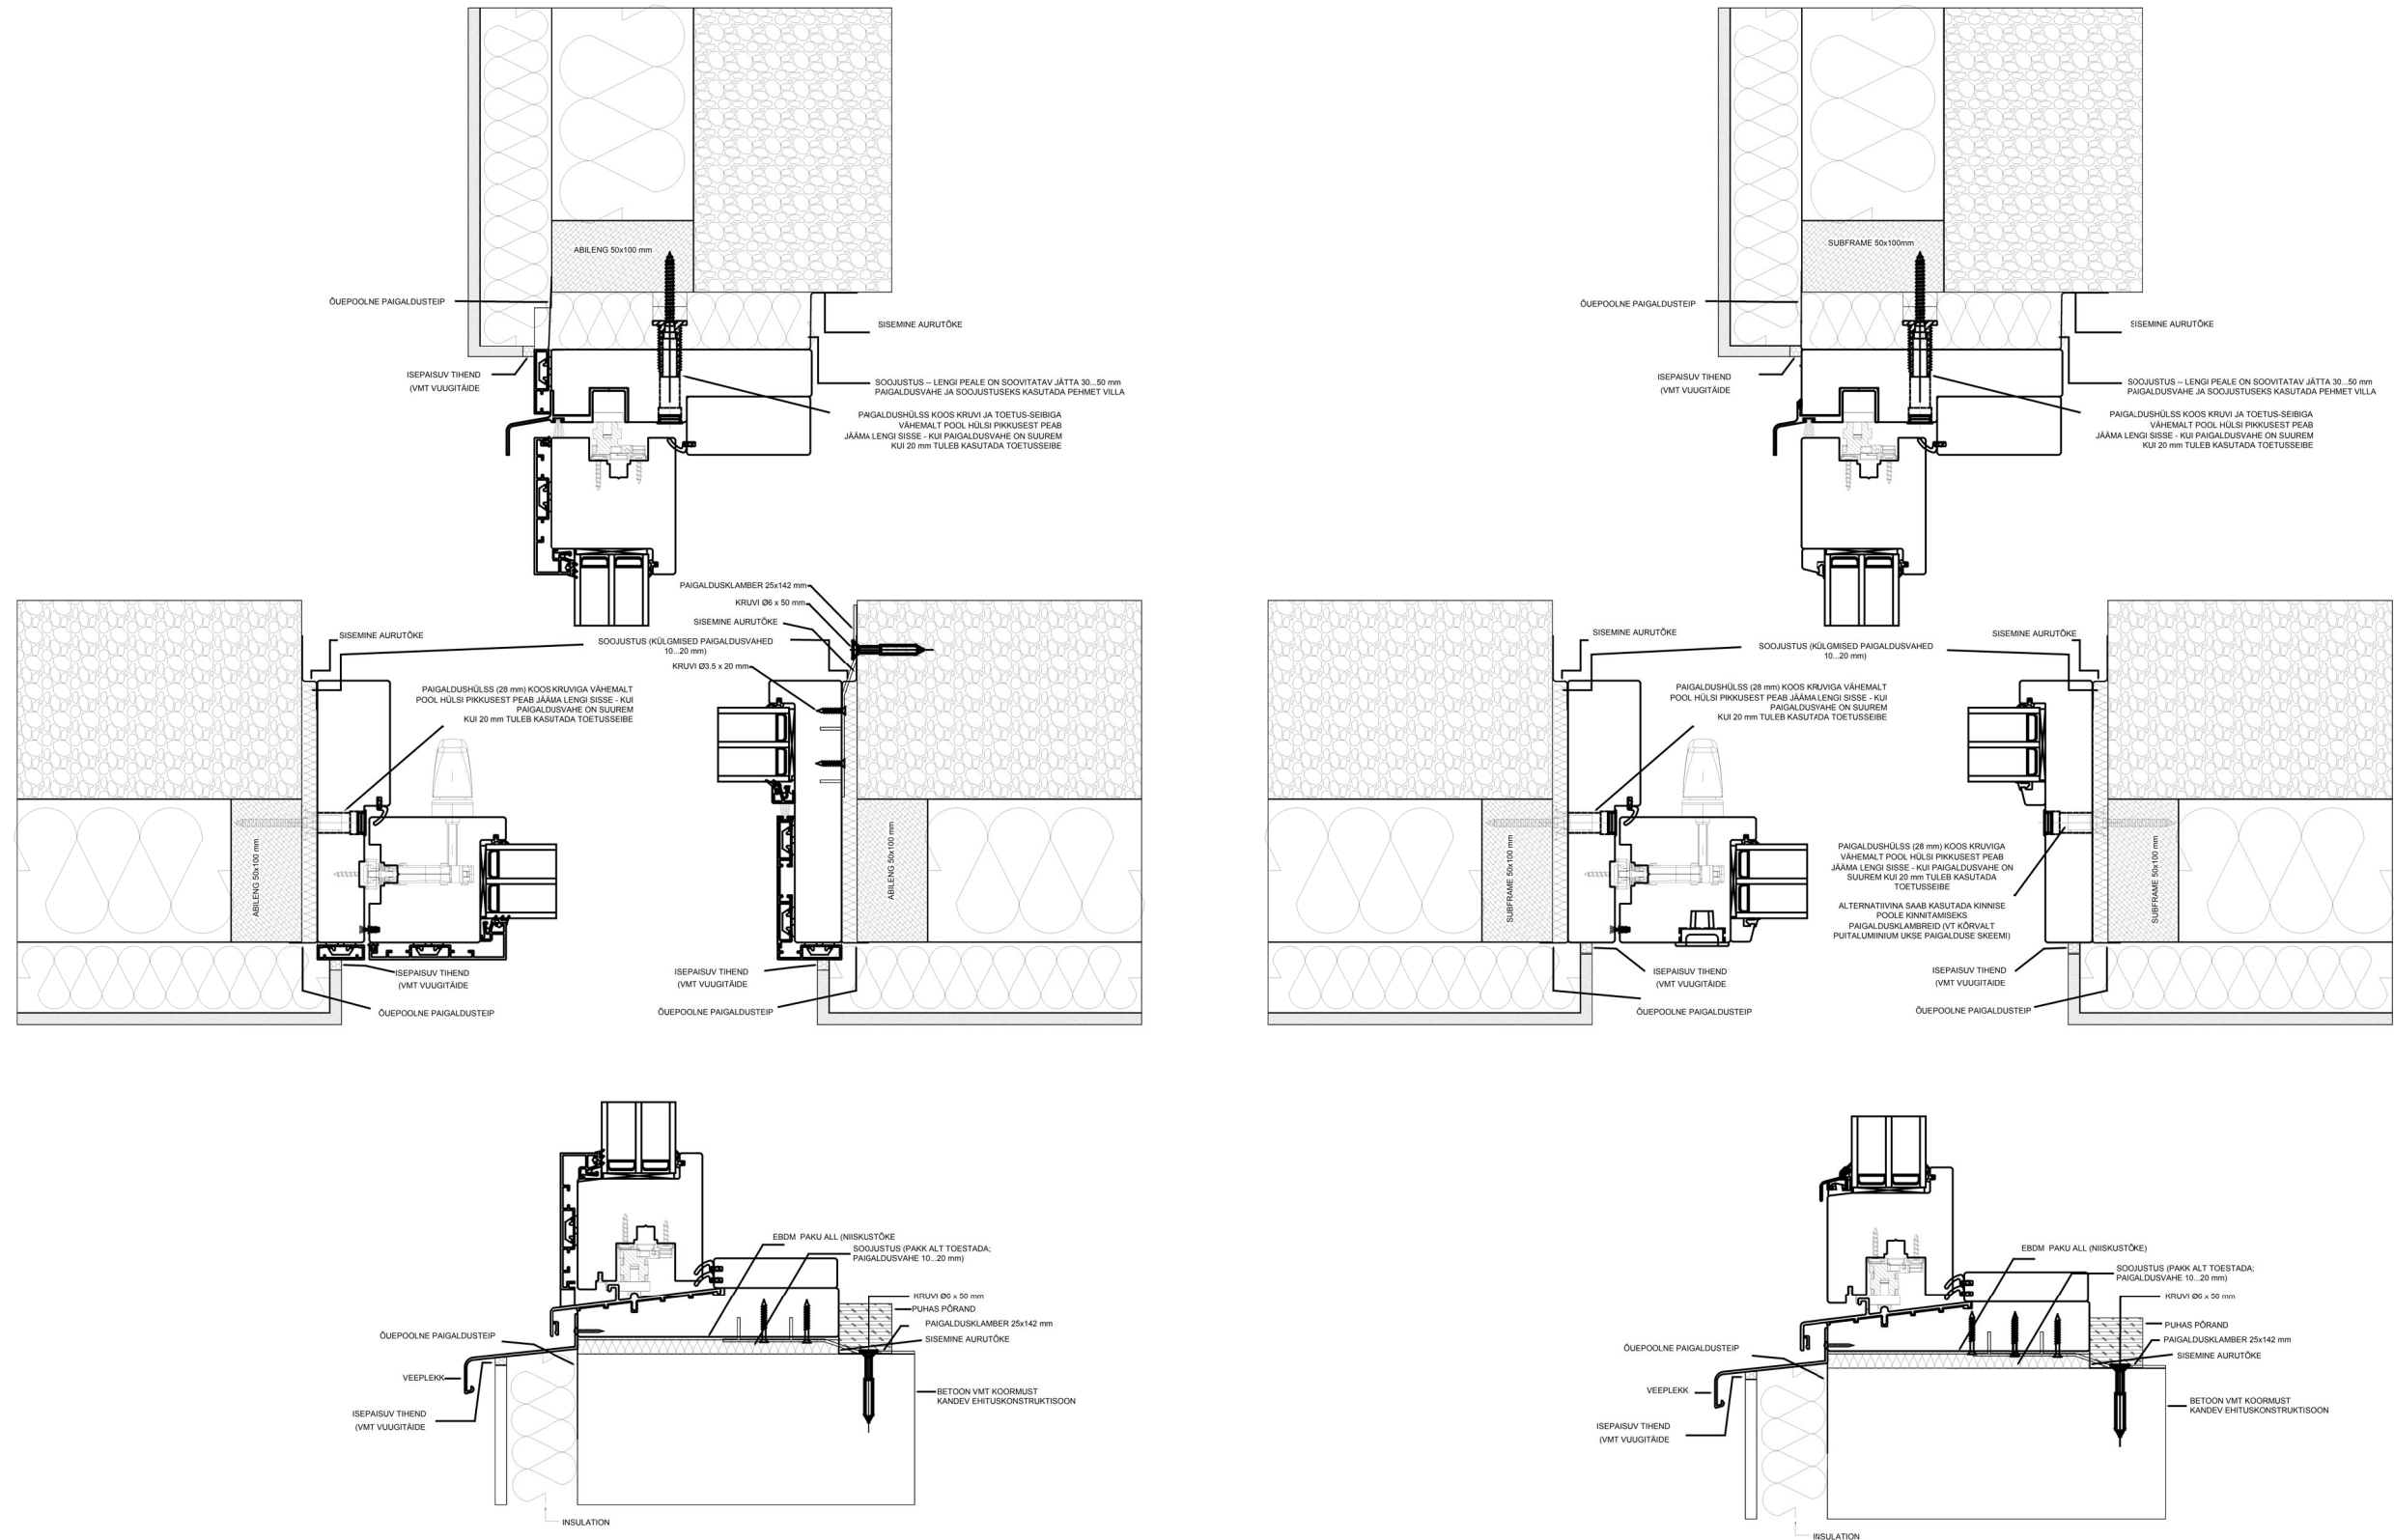 ABILENG 50x100 mm
ÕUEPOOLNE PAIGALDUSTEIP
SISEMINE AURUTÕKE
ISEPAISUV TIHEND
(VMT VUUGITÄIDE
SOOJUSTUS -- LENGI PEALE ON SOOVITATAV JÄTTA 30...50 mm
PAIGALDUSVAHE JA SOOJUSTUSEKS KASUTADA PEHMET VILLA
PAIGALDUSHÜLSS KOOS KRUVI JA TOETUS-SEIBIGA
VÄHEMALT POOL HÜLSI PIKKUSEST PEAB
JÄÄMA LENGI SISSE - KUI PAIGALDUSVAHE ON SUUREM
KUI 20 mm TULEB KASUTADA TOETUSSEIBE
PAIGALDUSKLAMBER 25x142 mm
KRUVI Ø6 x 50 mm
SISEMINE AURUTÕKE
SISEMINE AURUTÕKE
SOOJUSTUS (KÜLGMISED PAIGALDUSVAHED
10...20 mm)
KRUVI Ø3.5 x 20 mm
PAIGALDUSHÜLSS (28 mm) KOOS KRUVIGA VÄHEMALT
POOL HÜLSI PIKKUSEST PEAB JÄÄMA LENGI SISSE - KUI
PAIGALDUSVAHE ON SUUREM
KUI 20 mm TULEB KASUTADA TOETUSSEIBE
ABILENG 50x100 mm
ABILENG 50x100 mm
ISEPAISUV TIHEND
(VMT VUUGITÄIDE
ÕUEPOOLNE PAIGALDUSTEIP
ISEPAISUV TIHEND
(VMT VUUGITÄIDE
ÕUEPOOLNE PAIGALDUSTEIP
EBDM PAKU ALL (NIISKUSTÕKE
SOOJUSTUS (PAKK ALT TOESTADA;
PAIGALDUSVAHE 10...20 mm)
KRUVI Ø6 x 50 mm
PUHAS PÕRAND
PAIGALDUSKLAMBER 25x142 mm
SISEMINE AURUTÕKE
ÕUEPOOLNE PAIGALDUSTEIP
VEEPLEKK
ISEPAISUV TIHEND
(VMT VUUGITÄIDE
BETOON VMT KOORMUST
KANDEV EHITUSKONSTRUKTISOON
INSULATION
SUBFRAME 50x100mm
ÕUEPOOLNE PAIGALDUSTEIP
SISEMINE AURUTÕKE
ISEPAISUV TIHEND
(VMT VUUGITÄIDE
SOOJUSTUS -- LENGI PEALE ON SOOVITATAV JÄTTA 30...50 mm
PAIGALDUSVAHE JA SOOJUSTUSEKS KASUTADA PEHMET VILLA
PAIGALDUSHÜLSS KOOS KRUVI JA TOETUS-SEIBIGA
VÄHEMALT POOL HÜLSI PIKKUSEST PEAB
JÄÄMA LENGI SISSE - KUI PAIGALDUSVAHE ON SUUREM
KUI 20 mm TULEB KASUTADA TOETUSSEIBE
SISEMINE AURUTÕKE
SISEMINE AURUTÕKE
SOOJUSTUS (KÜLGMISED PAIGALDUSVAHED
10...20 mm)
PAIGALDUSHÜLSS (28 mm) KOOS KRUVIGA VÄHEMALT
POOL HÜLSI PIKKUSEST PEAB JÄÄMA LENGI SISSE - KUI
PAIGALDUSVAHE ON SUUREM
KUI 20 mm TULEB KASUTADA TOETUSSEIBE
SUBFRAME 50x100 mm
PAIGALDUSHÜLSS (28 mm) KOOS KRUVIGA
VÄHEMALT POOL HÜLSI PIKKUSEST PEAB
JÄÄMA LENGI SISSE - KUI PAIGALDUSVAHE ON
SUUREM KUI 20 mm TULEB KASUTADA
TOETUSSEIBE
ALTERNATIIVINA SAAB KASUTADA KINNISE
POOLE KINNITAMISEKS
PAIGALDUSKLAMBREID (VT KÕRVALT
PUITALUMIINIUM UKSE PAIGALDUSE SKEEMI)
SUBFRAME 50x100 mm
ISEPAISUV TIHEND
(VMT VUUGITÄIDE
ÕUEPOOLNE PAIGALDUSTEIP
ISEPAISUV TIHEND
(VMT VUUGITÄIDE
ÕUEPOOLNE PAIGALDUSTEIP
EBDM PAKU ALL (NIISKUSTÕKE)
SOOJUSTUS (PAKK ALT TOESTADA;
PAIGALDUSVAHE 10...20 mm)
KRUVI Ø6 x 50 mm
PUHAS PÕRAND
PAIGALDUSKLAMBER 25x142 mm
SISEMINE AURUTÕKE
ÕUEPOOLNE PAIGALDUSTEIP
VEEPLEKK
ISEPAISUV TIHEND
(VMT VUUGITÄIDE
BETOON VMT KOORMUST
KANDEV EHITUSKONSTRUKTISOON
INSULATION